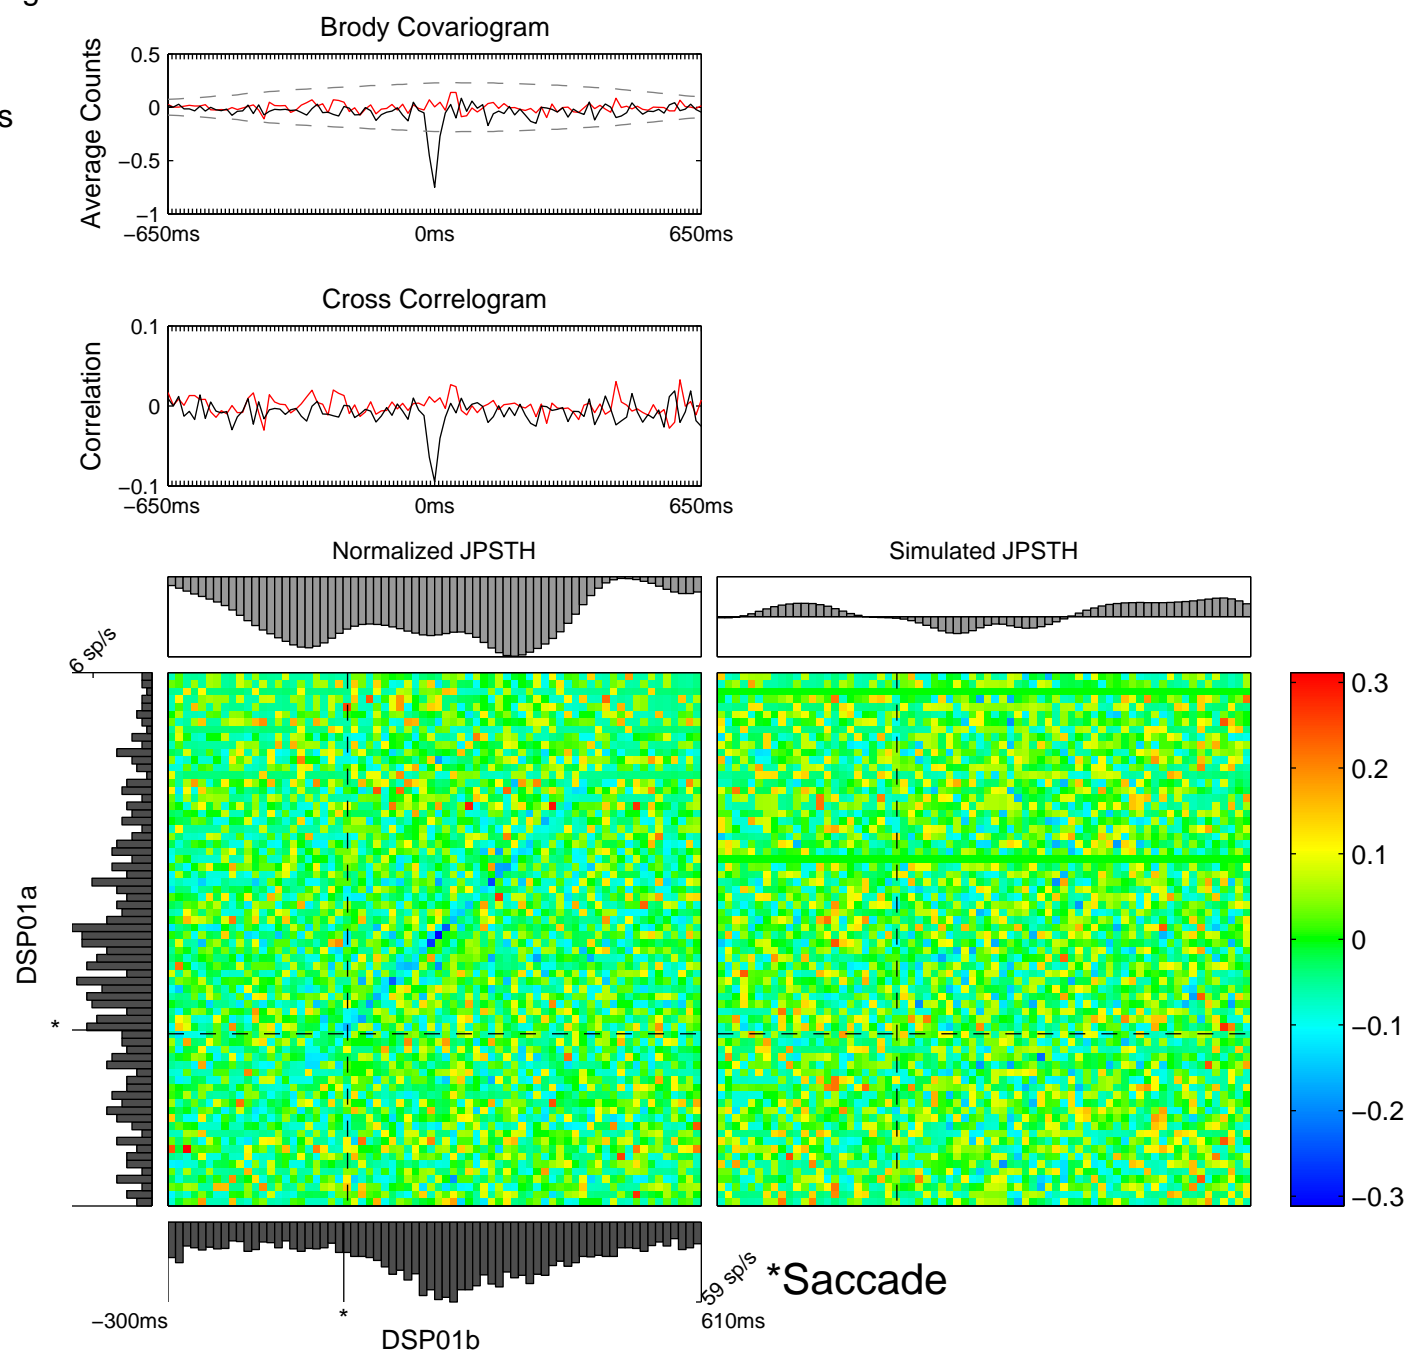 g
Brody Covariogram
s
Average Counts
0.5
0
−0.5
−1
−650ms 0ms 650ms
Cross Correlogram
Correlation
0.1
0
−0.1
−650ms 0ms 650ms
Normalized JPSTH
Simulated JPSTH
6 sp/s
DSP01a
*
0.3
0.2
0.1
0
−0.1
−0.2
−0.3
59 sp/s
*Saccade
−300ms * 610ms
DSP01b